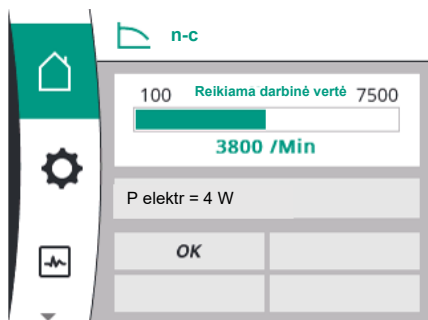 n-c
100 Reikiama darbinė vertė 7500
3800 /Min
P elektr = 4 W
OK